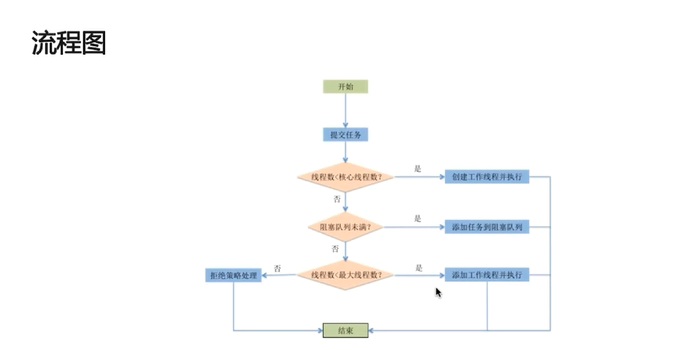 流程图
开始
提交任务
线程数<核心线程数？
是
创建工作线程并执行
否
阻塞队列未满？
是
添加任务到阻塞队列
否
拒绝策略处理
否
线程数<最大线程数？
是
添加工作线程并执行
结束